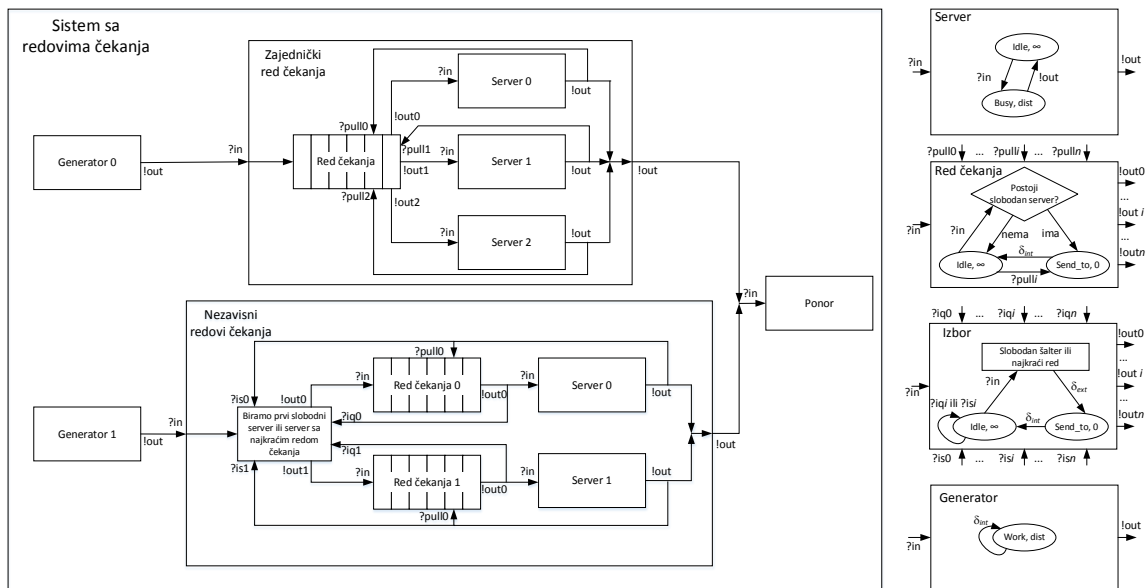 Sistem sa
redovima čekanja
Zajednički
red čekanja
Generator 0
!out
?in
?pull0
Red čekanja
?pull2
!out0
?pull1
!out1
!out2
?in
Server 0
!out
?in
Server 1
!out
?in
Server 2
!out
!out
?in
Ponor
Nezavisni
redovi čekanja
Generator 1
!out
?in
?is0
!out0
Biramo prvi slobodni
server ili server sa
najkraćim redom
čekanja
?is1
!out1
?iq0
?iq1
?in
?pull0
Red čekanja 0
!out0
?in
Server 0
!out
?in
Red čekanja 1
?pull0
!out0
?in
Server 1
!out
!out
Server
Idle, ∞
?in
!out
Busy, dist
?in
!out
?pull0 ... ?pulli ... ?pulln
Red čekanja
Postoji
slobodan server?
?in
nema
ima
δint
Idle, ∞
Send_to, 0
?pulli
?in
!out0
...
!out i
...
!outn
?iq0 ... ?iqi ... ?iqn
Izbor
Slobodan šalter ili
najkraći red
?in
δext
?iqi ili ?isi
δint
Idle, ∞
Send_to, 0
?in
!out0
...
!out i
...
!outn
?is0 ... ?isi ... ?isn
Generator
δint
Work, dist
?in
!out